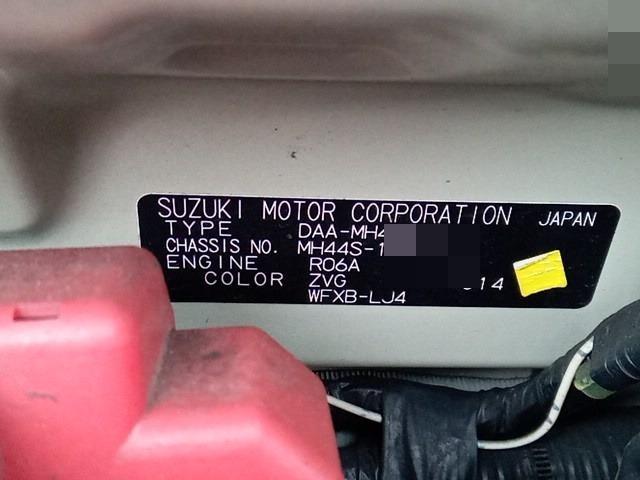 SUZUKI MOTOR CORPORATION JAPAN
TYPE DAA-MH4
CHASSIS NO. MH44S-1
ENGINE R06A
COLOR ZVG 14
WFXB-LJ4